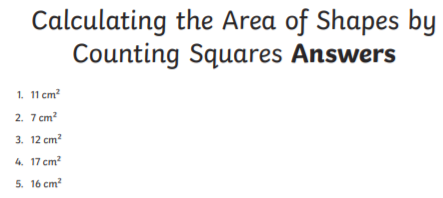 Calculating the Area of Shapes by
Counting Squares Answers
1. 11 cm²
2. 7 cm²
3. 12 cm²
4. 17 cm²
5. 16 cm²